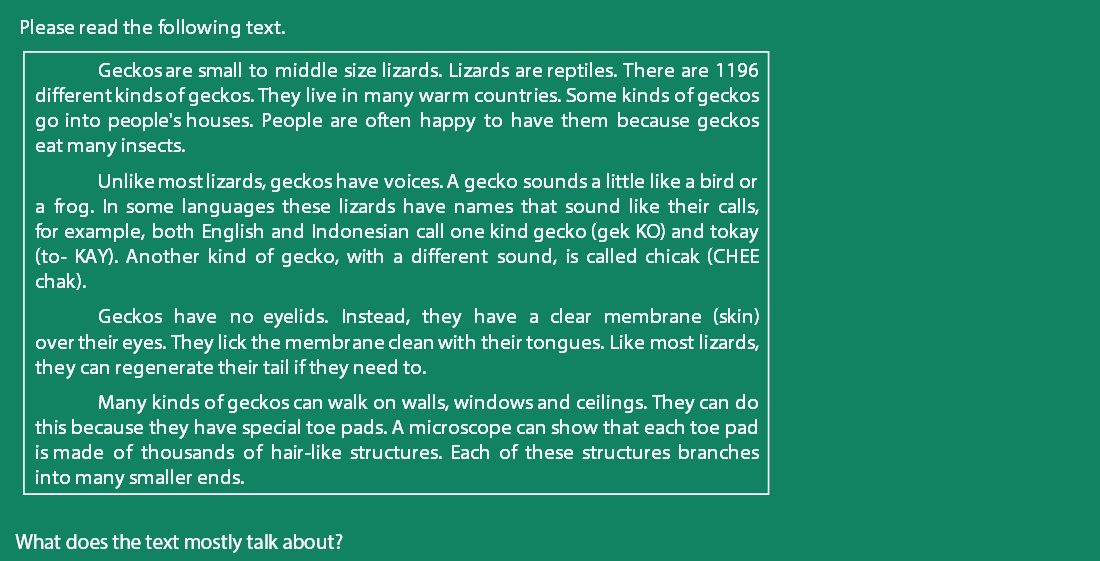 Please read the following text.
Geckos are small to middle size lizards. Lizards are reptiles. There are 1196
different kinds of geckos. They live in many warm countries. Some kinds of geckos
go into people's houses. People are often happy to have them because geckos
eat many insects.
Unlike most lizards, geckos have voices. A gecko sounds a little like a bird or
a frog. In some languages these lizards have names that sound like their calls,
for example, both English and Indonesian call one kind gecko (gek KO) and tokay
(to- KAY). Another kind of gecko, with a different sound, is called chicak (CHEE
chak).
Geckos have no eyelids. Instead, they have a clear membrane (skin)
over their eyes. They lick the membrane clean with their tongues. Like most lizards,
they can regenerate their tail if they need to.
Many kinds of geckos can walk on walls, windows and ceilings. They can do
this because they have special toe pads. A microscope can show that each toe pad
is made of thousands of hair-like structures. Each of these structures branches
into many smaller ends.
What does the text mostly talk about?